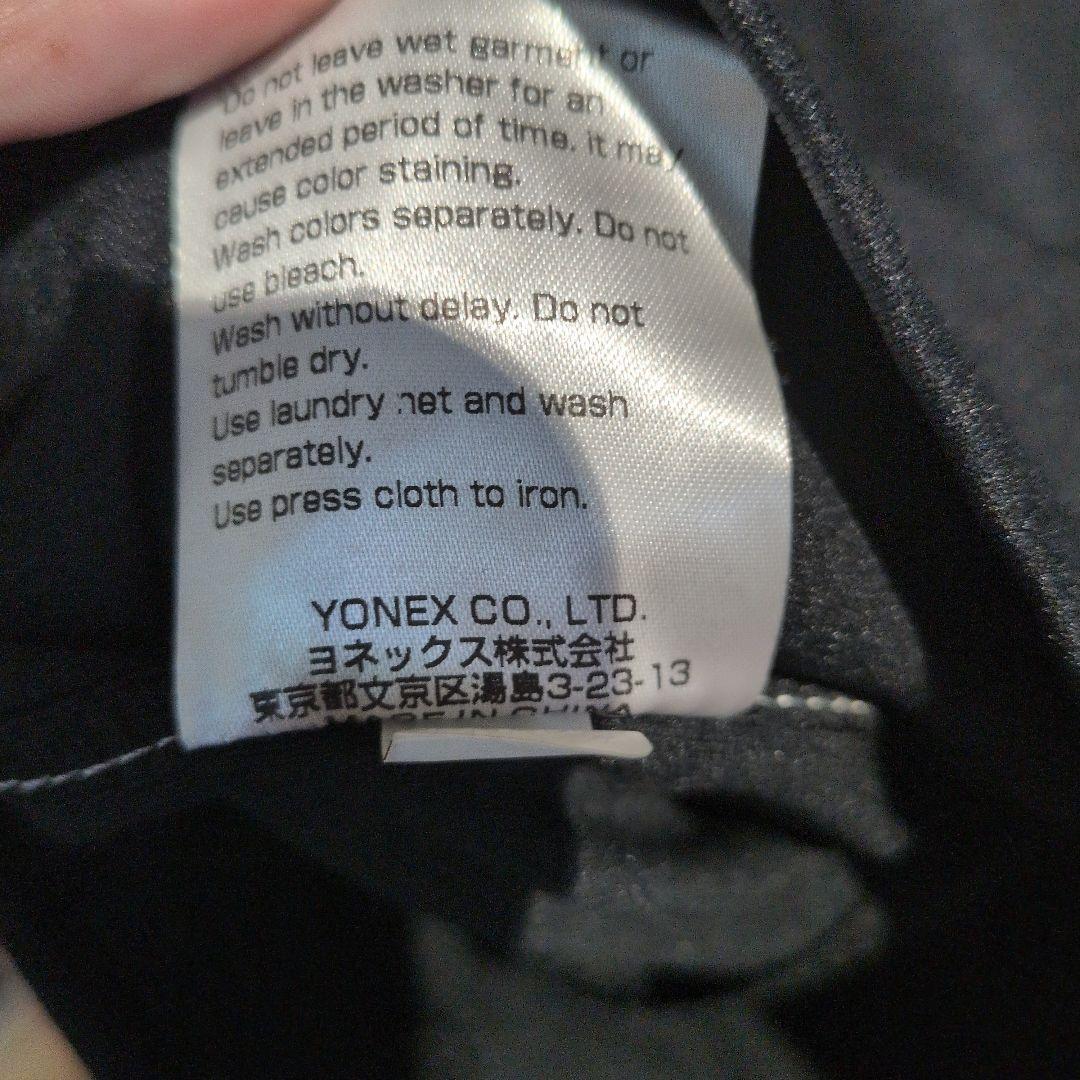 Do not leave wet garment or
leave in the washer for an
extended period of time. it may
cause color staining.
Wash colors separately. Do not
use bleach.
Wash without delay. Do not
tumble dry.
Use laundry net and wash
separately.
Use press cloth to iron.
YONEX CO., LTD.
ヨネックス株式会社
東京都文京区湯島3-23-13
MADE IN CHINA